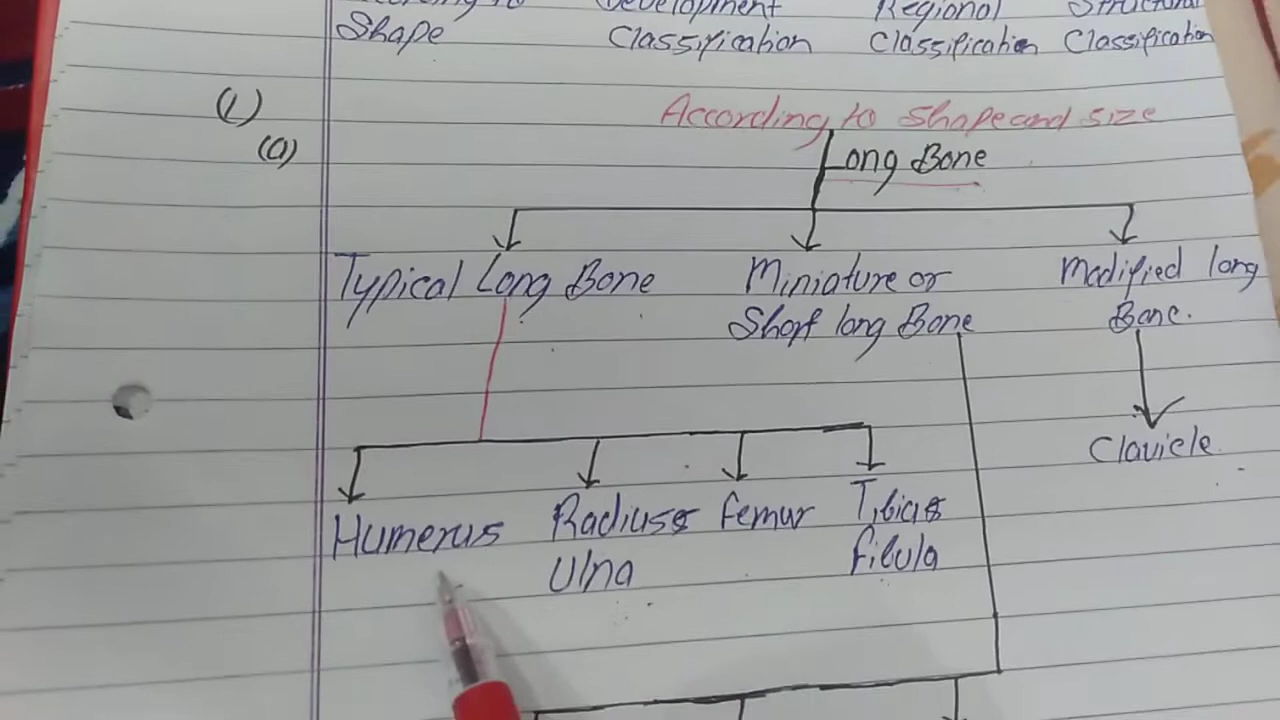 Development Regional Structural
Shape Classification Classification Classification
(1) According to Shape and size
(a) Long Bone
Typical Long Bone Miniature or Modified long
Short long Bone Bone.
Clavicle
Humerus Radius & Femur Tibia &
Ulna fibula